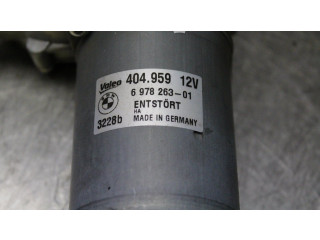 Valeo 404.959 12V
6 978 263-01
ENTSTÖRT
HA
3228b MADE IN GERMANY